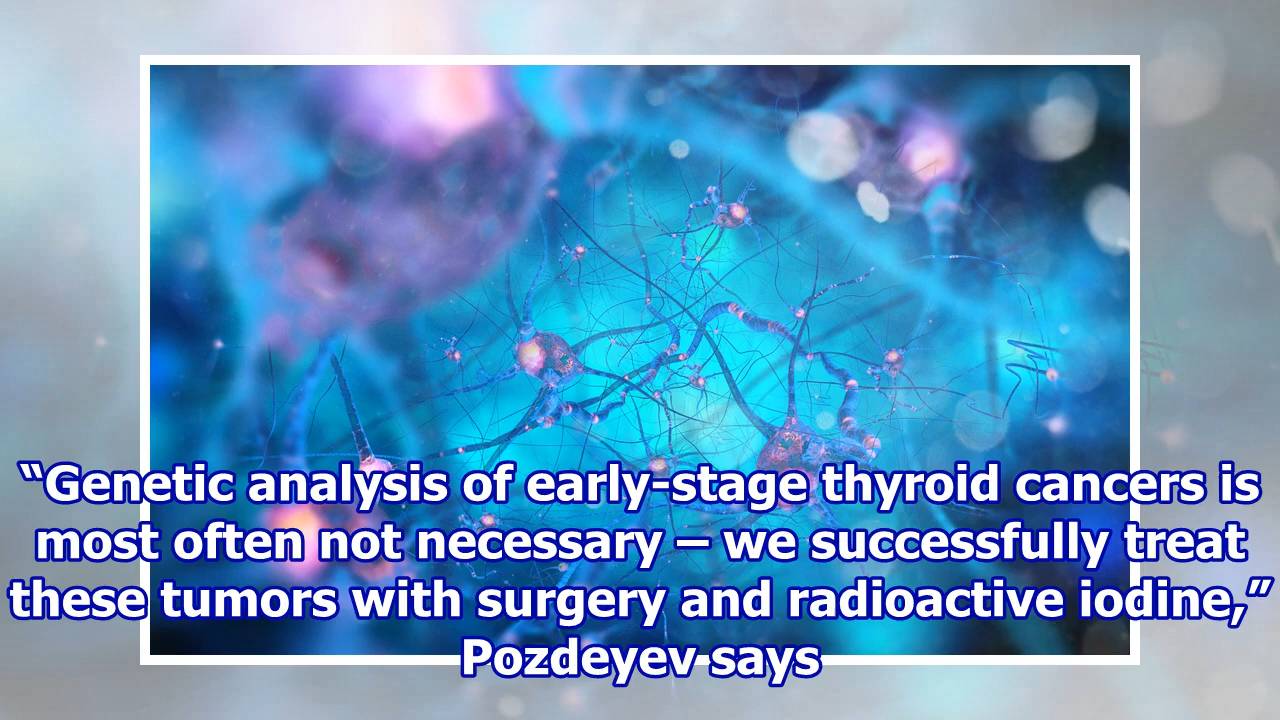 “Genetic analysis of early-stage thyroid cancers is
most often not necessary – we successfully treat
these tumors with surgery and radioactive iodine,”
Pozdeyev says